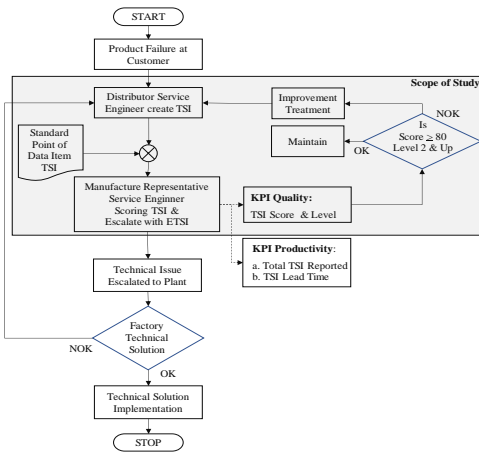 START
Product Failure at
Customer
Scope of Study
Distributor Service
Engineer create TSI
Improvement
Treatment
NOK
Is
Score ≥ 80
Level 2 & Up
Maintain
OK
Standard
Point of
Data Item
TSI
Manufacture Representative
Service Enginner
Scoring TSI &
Escalate with ETSI
KPI Quality:
TSI Score & Level
KPI Productivity:
a. Total TSI Reported
b. TSI Lead Time
Technical Issue
Escalated to Plant
Factory
Technical
Solution
NOK
OK
Technical Solution
Implementation
STOP